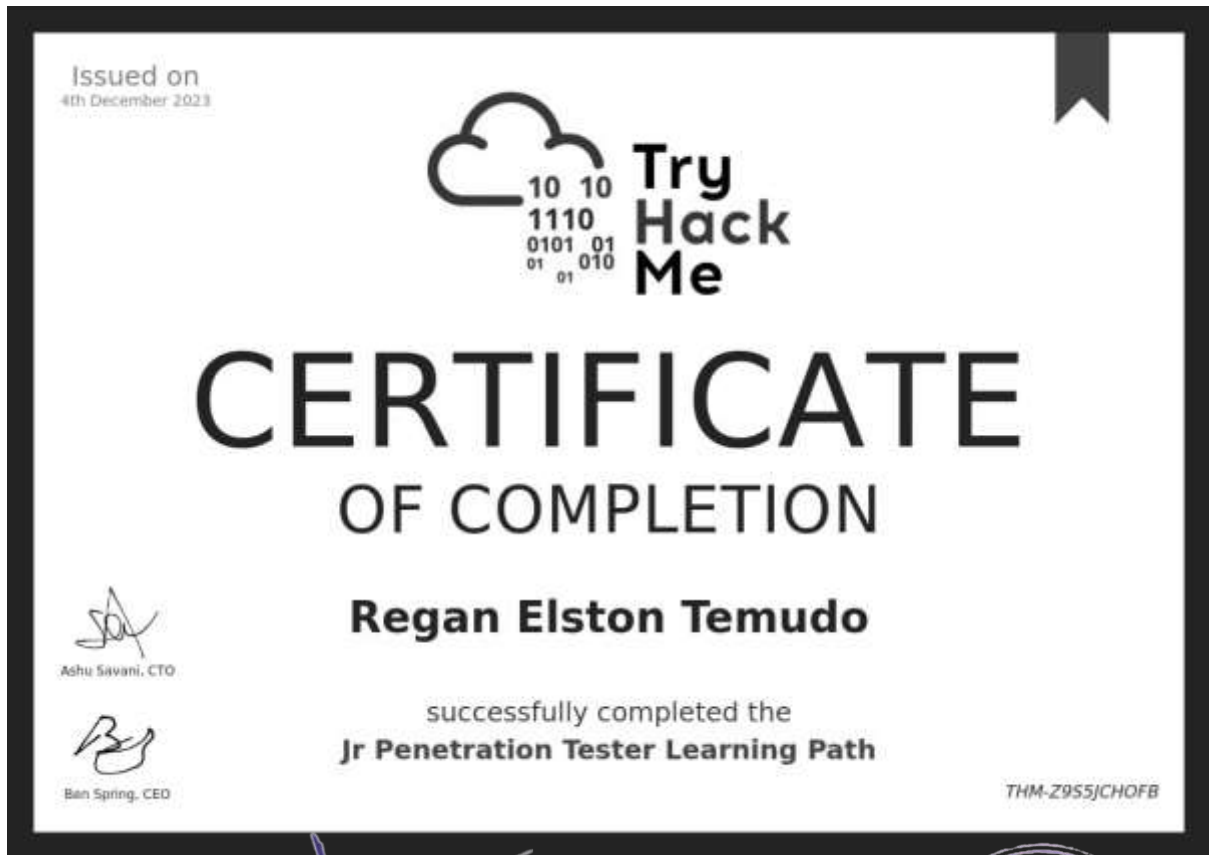 Issued on
4th December 2023
10 10
1110
0101 01
01 010
01
Try
Hack
Me
CERTIFICATE
OF COMPLETION
Regan Elston Temudo
Ashu Savani, CTO
successfully completed the
Jr Penetration Tester Learning Path
Ben Spring, CEO
THM-Z9S5JCHOFB